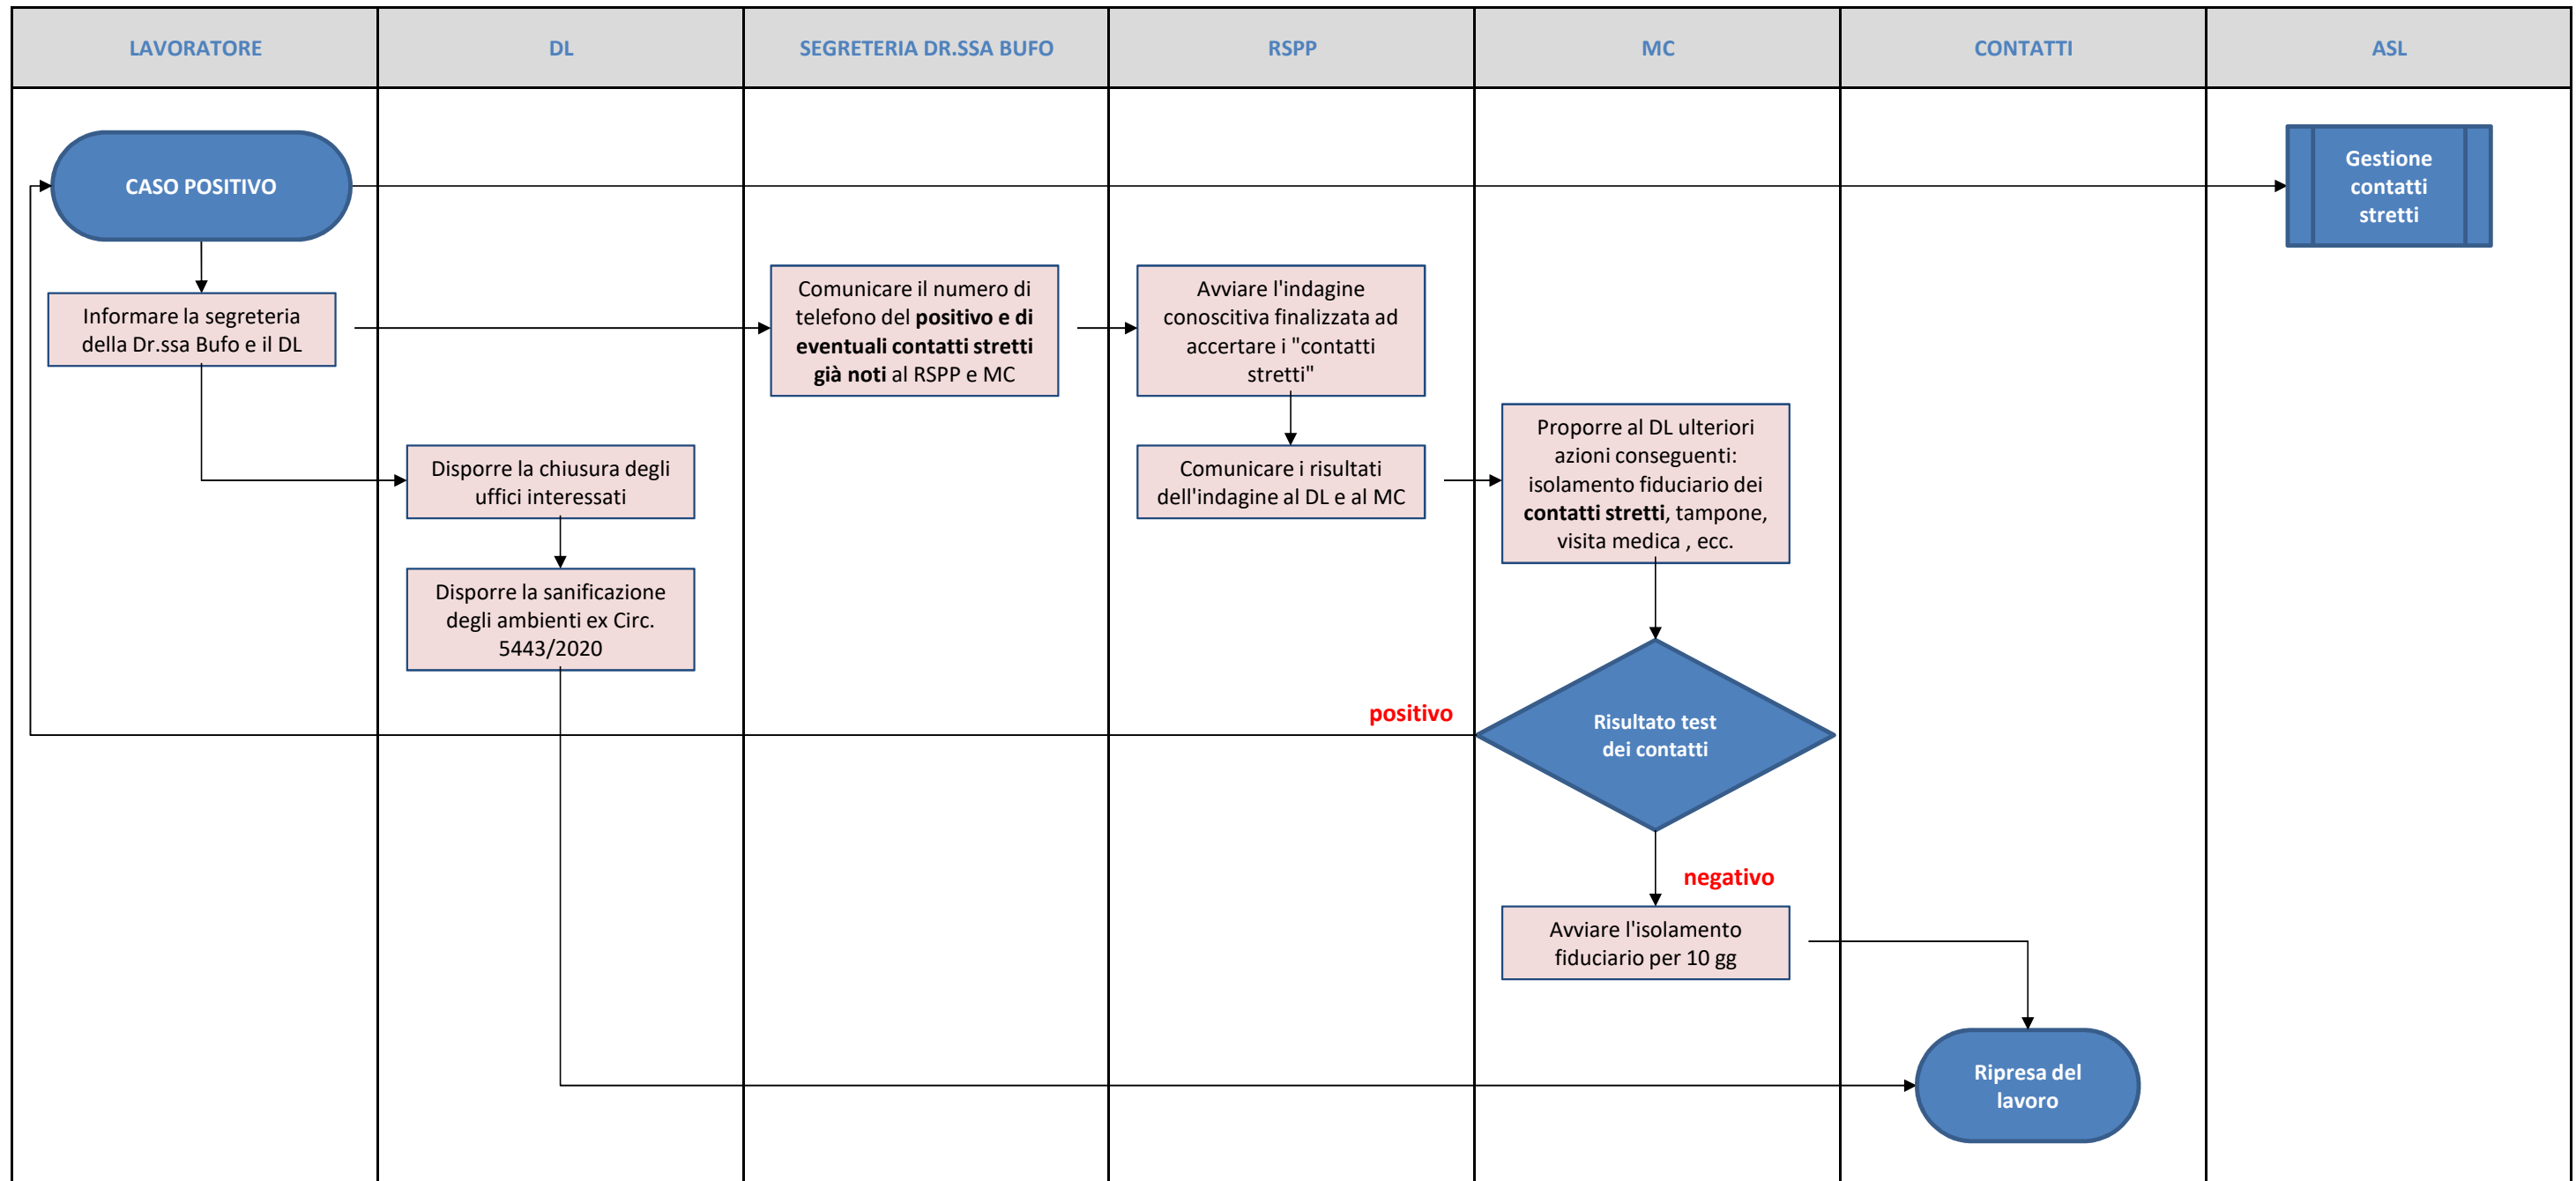 LAVORATORE
DL
SEGRETERIA DR.SSA BUFO
RSPP
MC
CONTATTI
ASL
CASO POSITIVO
Gestione
contatti
stretti
Informare la segreteria
della Dr.ssa Bufo e il DL
Comunicare il numero di
telefono del positivo e di
eventuali contatti stretti
già noti al RSPP e MC
Avviare l'indagine
conoscitiva finalizzata ad
accertare i "contatti
stretti"
Disporre la chiusura degli
uffici interessati
Comunicare i risultati
dell'indagine al DL e al MC
Proporre al DL ulteriori
azioni conseguenti:
isolamento fiduciario dei
contatti stretti, tampone,
visita medica , ecc.
Disporre la sanificazione
degli ambienti ex Circ.
5443/2020
positivo
Risultato test
dei contatti
negativo
Avviare l'isolamento
fiduciario per 10 gg
Ripresa del
lavoro